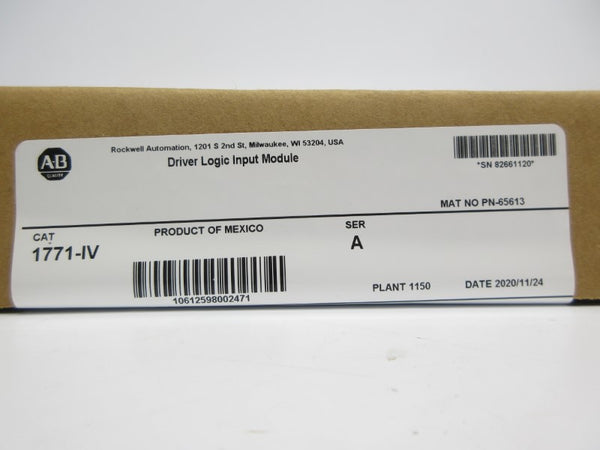 AB
QUALITY
Rockwell Automation, 1201 S 2nd St, Milwaukee, WI 53204, USA
Driver Logic Input Module
*SN 82661120*
MAT NO PN-65613
CAT
1771-IV
PRODUCT OF MEXICO
SER
A
10612598002471
PLANT 1150
DATE 2020/11/24